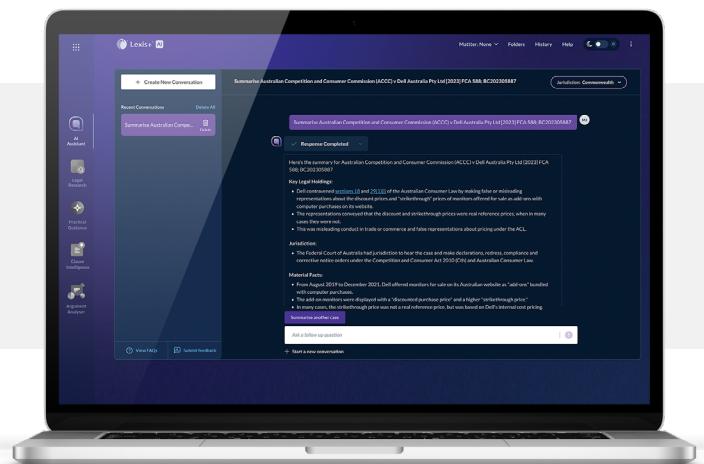 Lexis+ AI
Matter: None
Folders
History
Help
+ Create New Conversation
Summarise Australian Competition and Consumer Commission (ACCC) v Dell Australia Pty Ltd [2023] FCA 588; BC202305887
Jurisdiction: Commonwealth
Recent Conversations
Delete All
Summarise Australian Compe...
Delete
AI
Assistant
Legal
Research
Practical
Guidance
Clause
Intelligence
Argument
Analyser
Summarise Australian Competition and Consumer Commission (ACCC) v Dell Australia Pty Ltd [2023] FCA 588; BC202305887
Response Completed
Here's the summary for Australian Competition and Consumer Commission (ACCC) v Dell Australia Pty Ltd [2023] FCA
588; BC202305887
Key Legal Holdings:
• Dell contravened sections 18 and 29(1)(i) of the Australian Consumer Law by making false or misleading
representations about the discount prices and "strikethrough" prices of monitors offered for sale as add-ons with
computer purchases on its website.
• The representations conveyed that the discount and strikethrough prices were real reference prices, when in many
cases they were not.
• This was misleading conduct in trade or commerce and false representations about pricing under the ACL.
Jurisdiction:
• The Federal Court of Australia had jurisdiction to hear the case and make declarations, redress, compliance and
corrective notice orders under the Competition and Consumer Act 2010 (Cth) and Australian Consumer Law.
Material Facts:
• From August 2019 to December 2021, Dell offered monitors for sale on its Australian website as "add-ons" bundled
with computer purchases.
• The add-on monitors were displayed with a "discounted purchase price" and a higher "strikethrough price."
• In many cases, the strikethrough price was not a real reference price, but was based on Dell's internal cost pricing.
Summarise another case
Ask a follow up question
+ Start a new conversation
View FAQs
Submit feedback